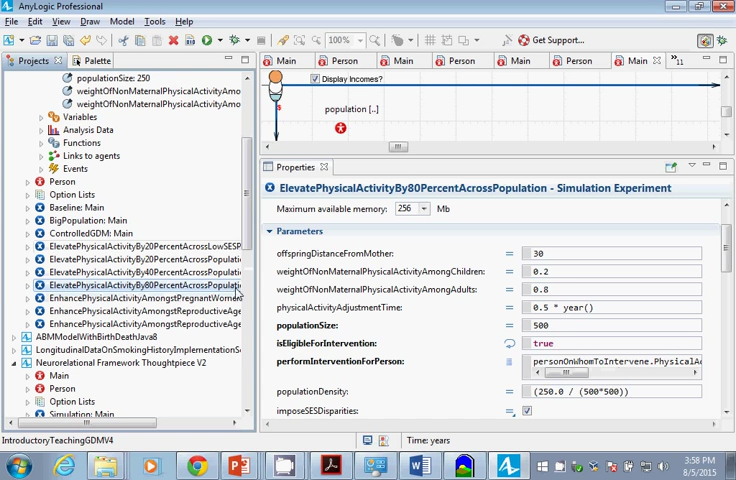 AnyLogic Professional
File Edit View Draw Model Tools Help
100%
Get Support...
Projects
Palette
populationSize: 250
weightOfNonMaternalPhysicalActivityAmo
weightOfNonMaternalPhysicalActivityAmo
Variables
Analysis Data
Functions
Links to agents
Events
Person
Option Lists
Baseline: Main
BigPopulation: Main
ControlledGDM: Main
ElevatePhysicalActivityBy20PercentAcrossLowSESP
ElevatePhysicalActivityBy20PercentAcrossPopulati
ElevatePhysicalActivityBy40PercentAcrossPopulati
ElevatePhysicalActivityBy80PercentAcrossPopulati
EnhancePhysicalActivityAmongstPregnantWome
EnhancePhysicalActivityAmongstReproductiveAge
EnhancePhysicalActivityAmongstReproductiveAge
ABMModelWithBirthDeathJava8
LongitudinalDataOnSmokingHistoryImplementationS
Neurorelational Framework Thoughtpiece V2
Main
Person
Option Lists
Simulation: Main
Main Person Main Main Person Main »11
Display Incomes?
$
population [..]
Properties
ElevatePhysicalActivityBy80PercentAcrossPopulation - Simulation Experiment
Maximum available memory: 256 Mb
Parameters
offspringDistanceFromMother: = 30
weightOfNonMaternalPhysicalActivityAmongChildren: = 0.2
weightOfNonMaternalPhysicalActivityAmongAdults: = 0.8
physicalActivityAdjustmentTime: = 0.5 * year()
populationSize: = 500
isEligibleForIntervention: true
performInterventionForPerson: personOnWhomToIntervene.PhysicalA
populationDensity: = (250.0 / (500*500))
imposeSESDisparities: =
IntroductoryTeachingGDMV4
Time: years
3:58 PM
8/5/2015